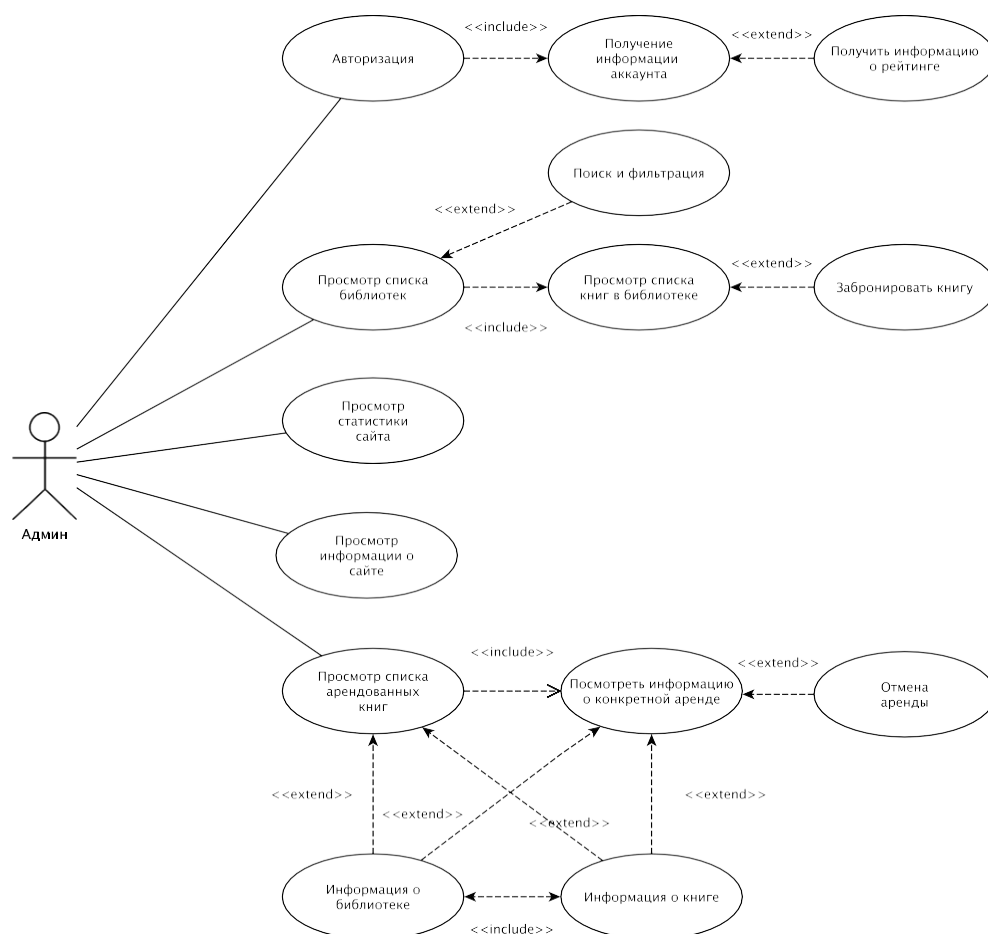 <<include>>
<<extend>>
Авторизация
Получение
информации
аккаунта
Получить информацию
о рейтинге
Поиск и фильтрация
<<extend>>
Просмотр списка
библиотек
Просмотр списка
книг в библиотеке
<<extend>>
Забронировать книгу
<<include>>
Просмотр
статистики
сайта
Админ
Просмотр
информации о
сайте
<<include>>
<<extend>>
Просмотр списка
арендованных
книг
Посмотреть информацию
о конкретной аренде
Отмена
аренды
<<extend>>
<<extend>>
<<extend>>
<<extend>>
Информация о
библиотеке
Информация о книге
<<include>>